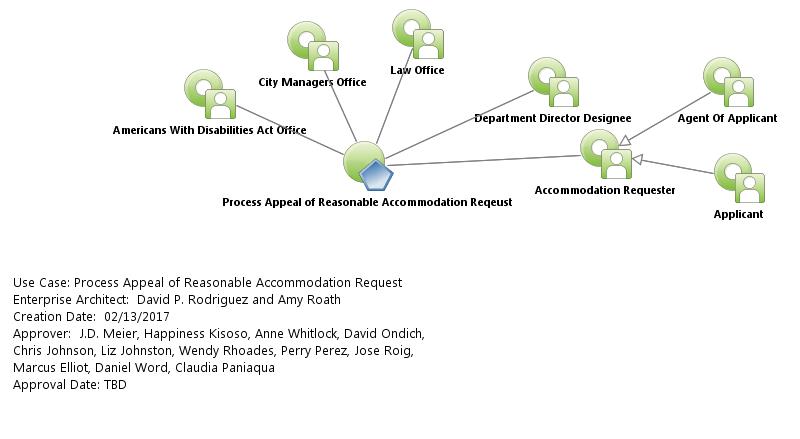 Law Office
City Managers Office
Department Director Designee
Agent Of Applicant
Americans With Disabilities Act Office
Accommodation Requester
Process Appeal of Reasonable Accommodation Reqeust
Applicant
Use Case: Process Appeal of Reasonable Accommodation Request
Enterprise Architect:  David P. Rodriguez and Amy Roath
Creation Date:  02/13/2017
Approver:  J.D. Meier, Happiness Kisoso, Anne Whitlock, David Ondich,
Chris Johnson, Liz Johnston, Wendy Rhoades, Perry Perez, Jose Roig,
Marcus Elliot, Daniel Word, Claudia Paniaqua
Approval Date: TBD